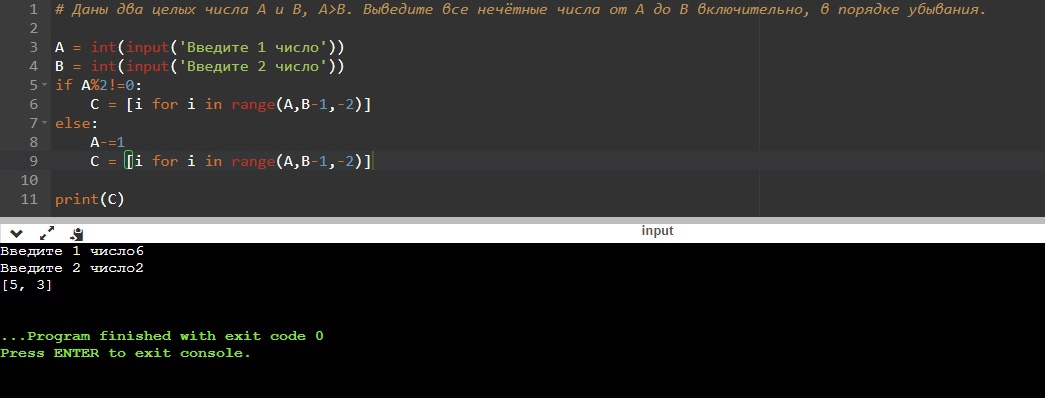 1 # Даны два целых числа A и B, A>B. Выведите все нечётные числа от A до B включительно, в порядке убывания.
2
3 A = int(input('Введите 1 число'))
4 B = int(input('Введите 2 число'))
5 if A%2!=0:
6 C = [i for i in range(A,B-1,-2)]
7 else:
8 A-=1
9 C = [i for i in range(A,B-1,-2)]
10
11 print(C)
input
Введите 1 число6
Введите 2 число2
[5, 3]
...Program finished with exit code 0
Press ENTER to exit console.